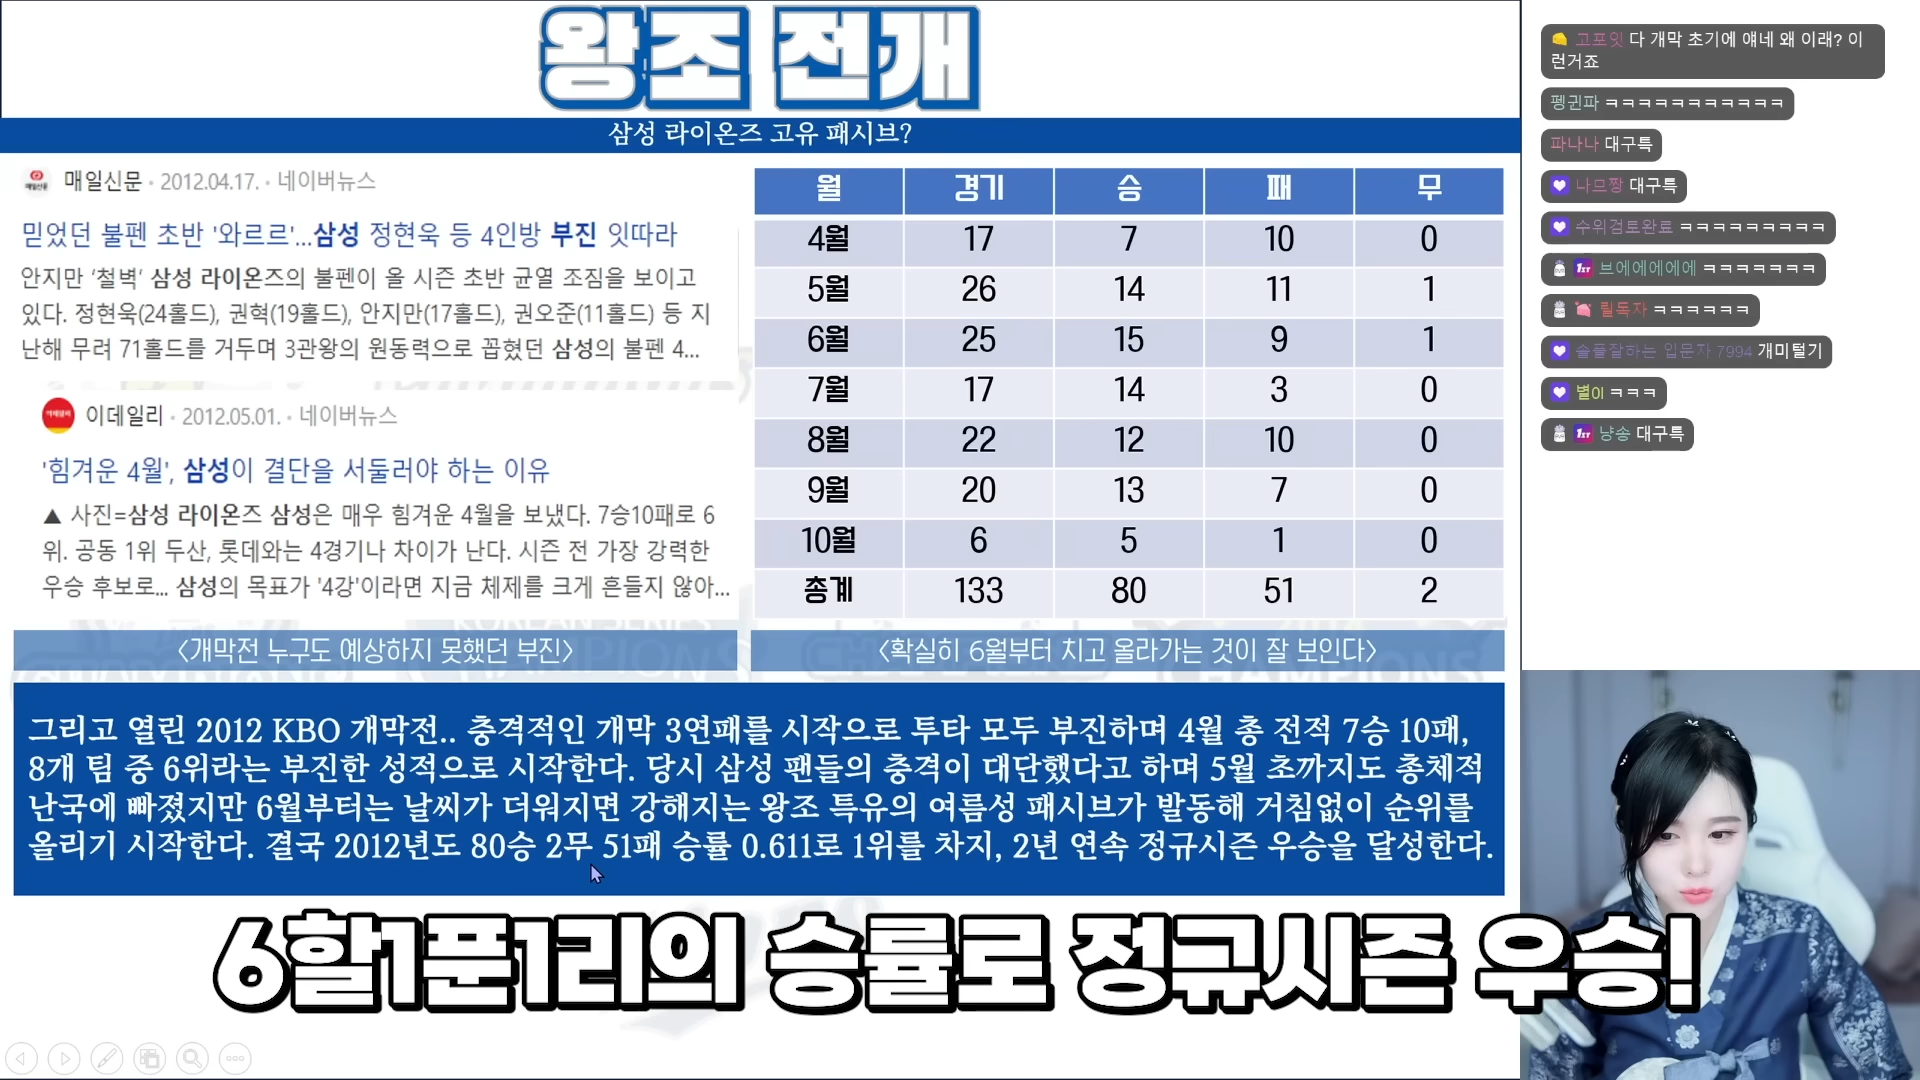 왕조 전개
삼성 라이온즈 고유 패시브?
매일신문 · 2012.04.17. · 네이버뉴스
믿었던 불펜 초반 '와르르'...삼성 정현욱 등 4인방 부진 잇따라
안지만 '철벽' 삼성 라이온즈의 불펜이 올 시즌 초반 균열 조짐을 보이고
있다. 정현욱(24홀드), 권혁(19홀드), 안지만(17홀드), 권오준(11홀드) 등 지
난해 무려 71홀드를 거두며 3관왕의 원동력으로 꼽혔던 삼성의 불펜 4...
이데일리 · 2012.05.01. · 네이버뉴스
'힘겨운 4월', 삼성이 결단을 서둘러야 하는 이유
▲ 사진=삼성 라이온즈 삼성은 매우 힘겨운 4월을 보냈다. 7승10패로 6
위. 공동 1위 두산, 롯데와는 4경기나 차이가 난다. 시즌 전 가장 강력한
우승 후보로... 삼성의 목표가 '4강'이라면 지금 체제를 크게 흔들지 않아...
〈개막전 누구도 예상하지 못했던 부진〉
월 경기 승 패 무
4월 17 7 10 0
5월 26 14 11 1
6월 25 15 9 1
7월 17 14 3 0
8월 22 12 10 0
9월 20 13 7 0
10월 6 5 1 0
총계 133 80 51 2
〈확실히 6월부터 치고 올라가는 것이 잘 보인다〉
그리고 열린 2012 KBO 개막전.. 충격적인 개막 3연패를 시작으로 투타 모두 부진하며 4월 총 전적 7승 10패,
8개 팀 중 6위라는 부진한 성적으로 시작한다. 당시 삼성 팬들의 충격이 대단했다고 하며 5월 초까지도 총체적
난국에 빠졌지만 6월부터는 날씨가 더워지면 강해지는 왕조 특유의 여름성 패시브가 발동해 거침없이 순위를
올리기 시작한다. 결국 2012년도 80승 2무 51패 승률 0.611로 1위를 차지, 2년 연속 정규시즌 우승을 달성한다.
6할1푼1리의 승률로 정규시즌 우승!
고포잇 다 개막 초기에 얘네 왜 이래? 이
런거죠
펭귄파 ㅋㅋㅋㅋㅋㅋㅋㅋㅋㅋㅋ
파나나 대구특
나므짱 대구특
수위검토완료 ㅋㅋㅋㅋㅋㅋㅋㅋㅋ
브에에에에에 ㅋㅋㅋㅋㅋㅋㅋ
릴독자 ㅋㅋㅋㅋㅋㅋ
입문자 7994 개미털기
별이 ㅋㅋㅋ
냥송 대구특